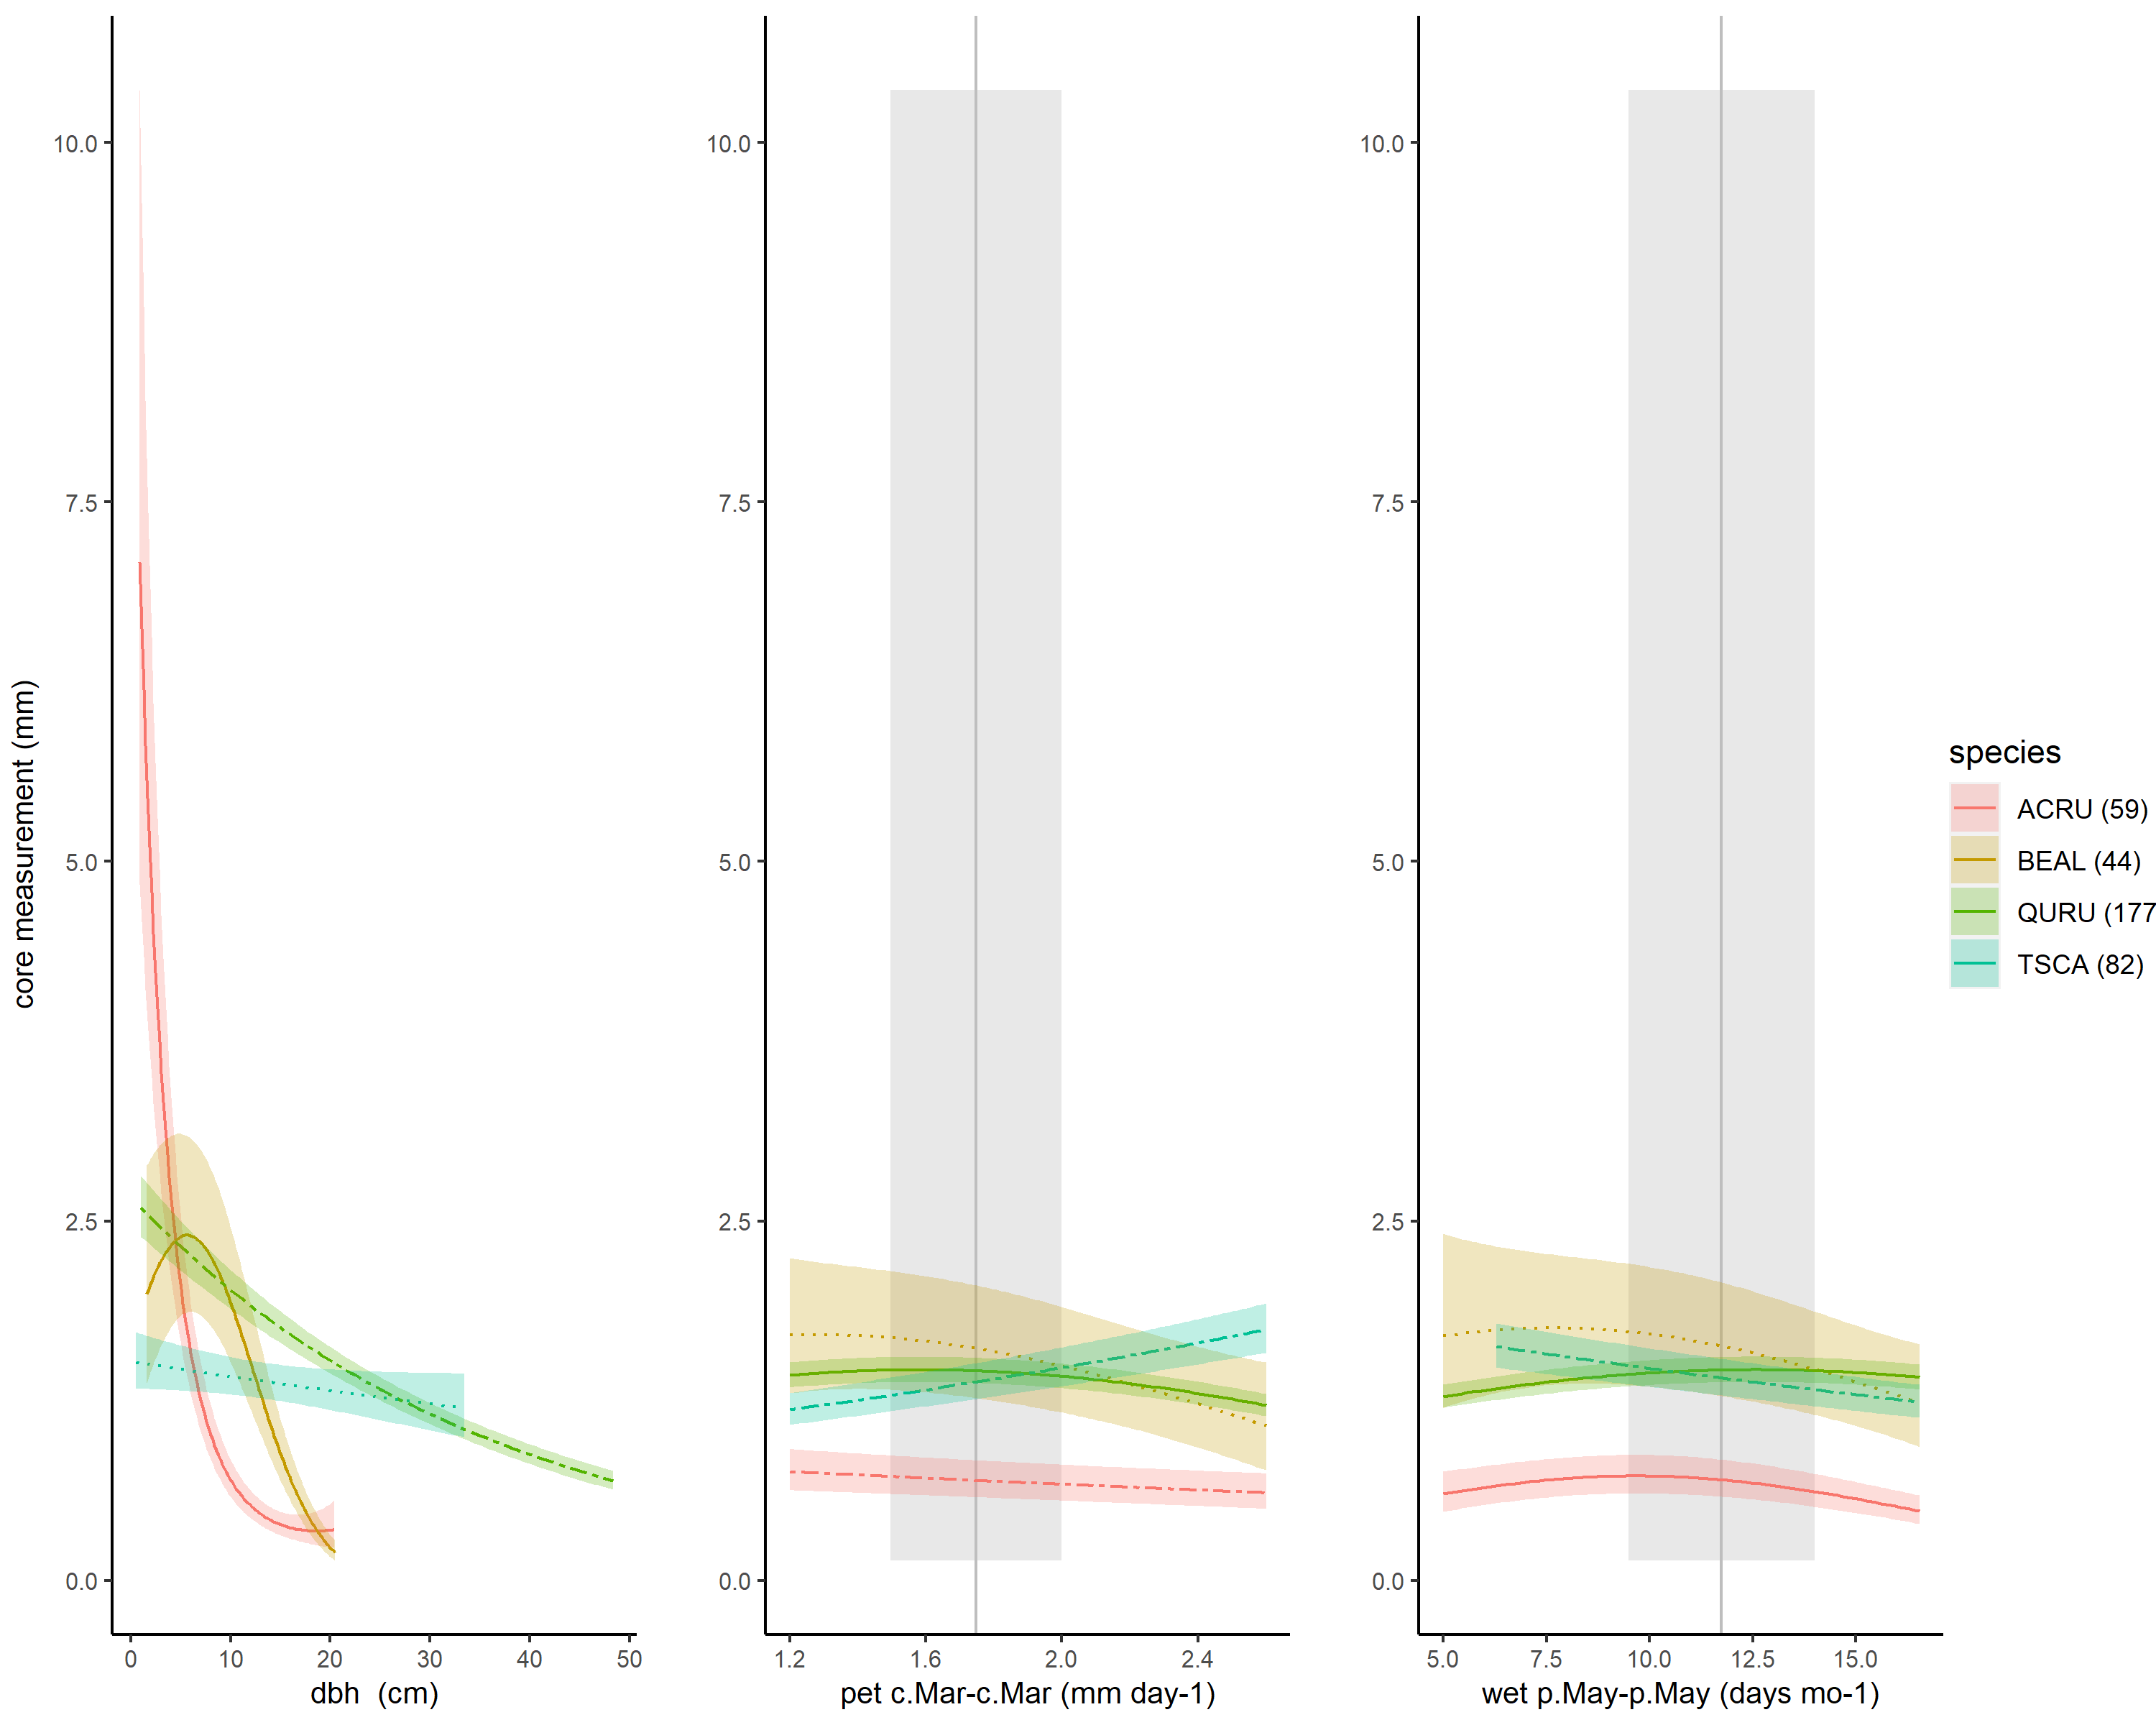 core measurement (mm)
10.0
7.5
5.0
2.5
0.0
0 10 20 30 40 50
dbh (cm)
10.0
7.5
5.0
2.5
0.0
1.2 1.6 2.0 2.4
pet c.Mar-c.Mar (mm day-1)
10.0
7.5
5.0
2.5
0.0
5.0 7.5 10.0 12.5 15.0
wet p.May-p.May (days mo-1)
species
ACRU (59)
BEAL (44)
QURU (177
TSCA (82)